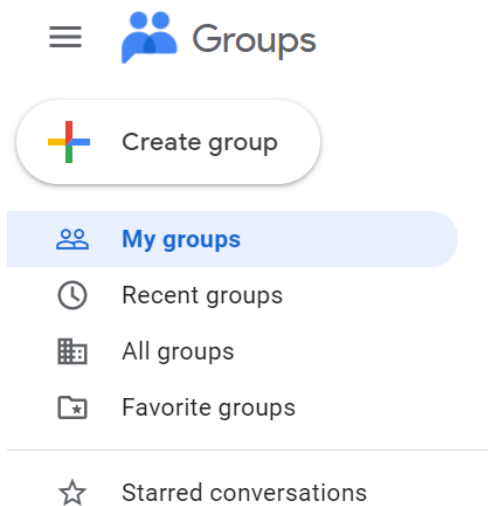 Groups
Create group
My groups
Recent groups
All groups
Favorite groups
Starred conversations